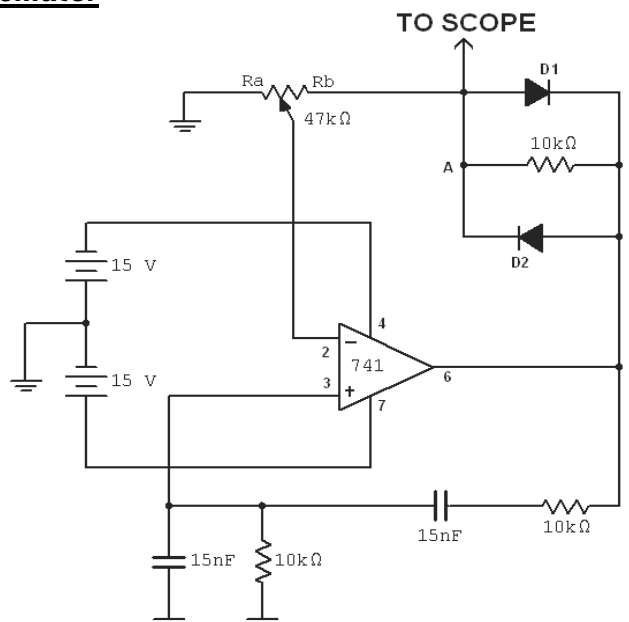 TO SCOPE
Ra
Rb
47kΩ
D1
10kΩ
A
D2
15 V
4
2
741
6
3
15 V
7
15nF
10kΩ
15nF
10kΩ